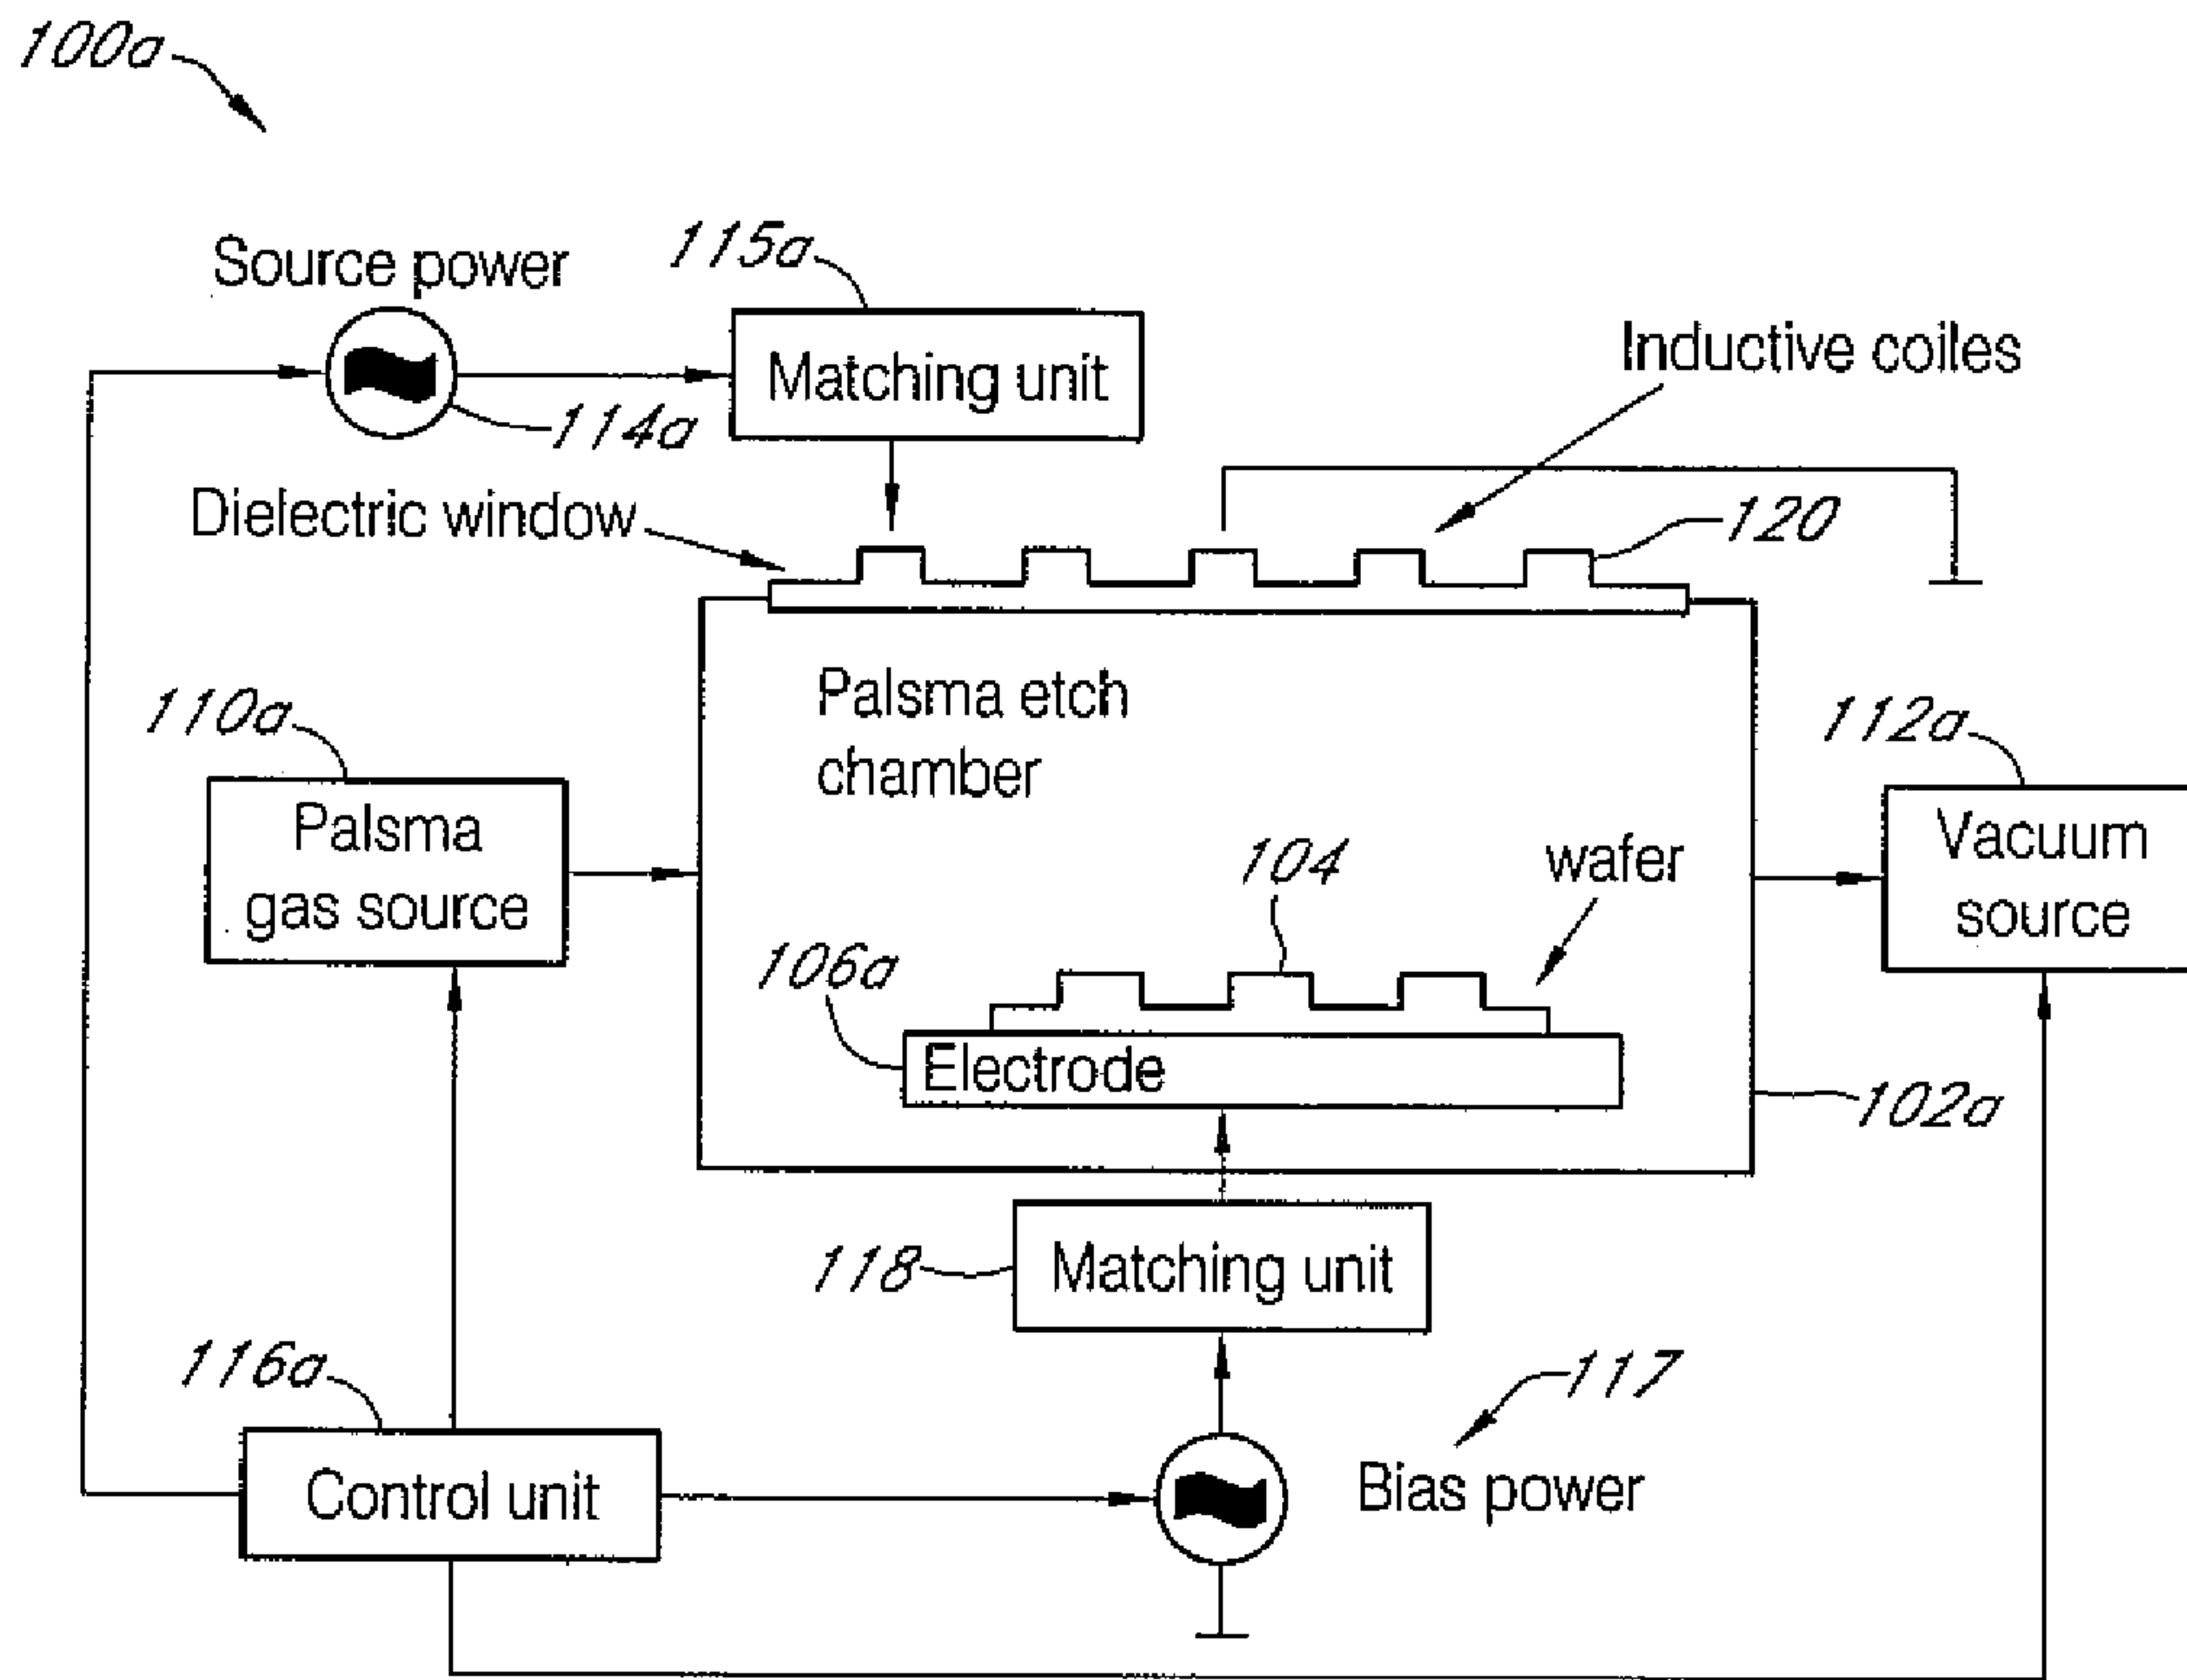 100a
Source power
115a
Matching unit
Inductive coiles
114a
Dielectric window
120
Palsma etch
chamber
110a
112a
Palsma
gas source
Vacuum
source
104
wafer
106a
Electrode
102a
118
Matching unit
116a
117
Control unit
Bias power